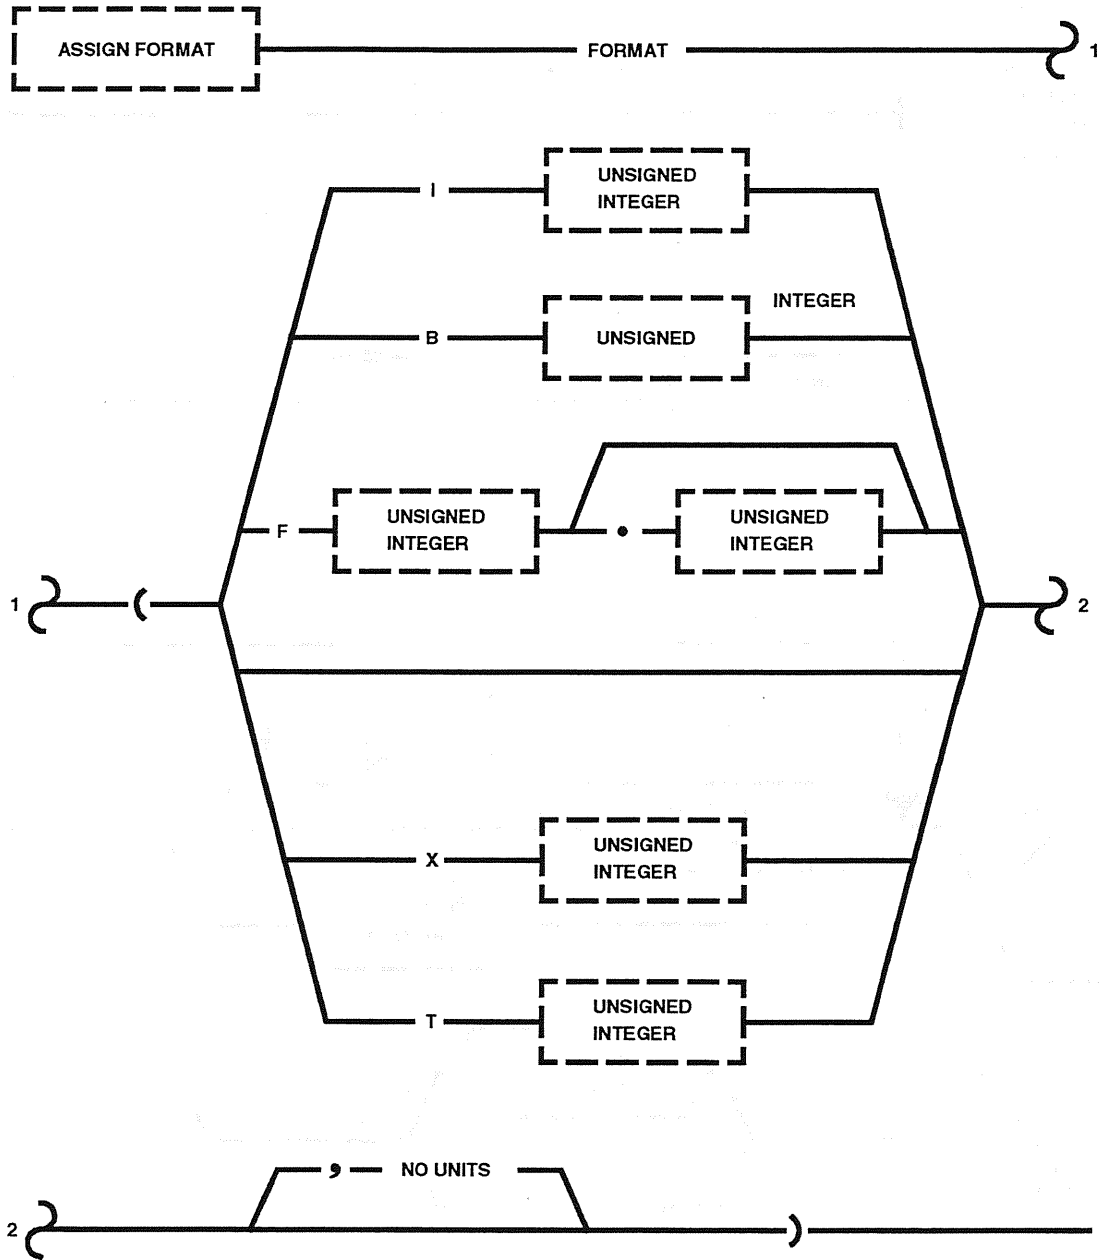 ASSIGN FORMAT FORMAT 1
I UNSIGNED
INTEGER
INTEGER
B UNSIGNED
F UNSIGNED
INTEGER
. UNSIGNED
INTEGER
1 ( 2
X UNSIGNED
INTEGER
T UNSIGNED
INTEGER
, NO UNITS
2 )